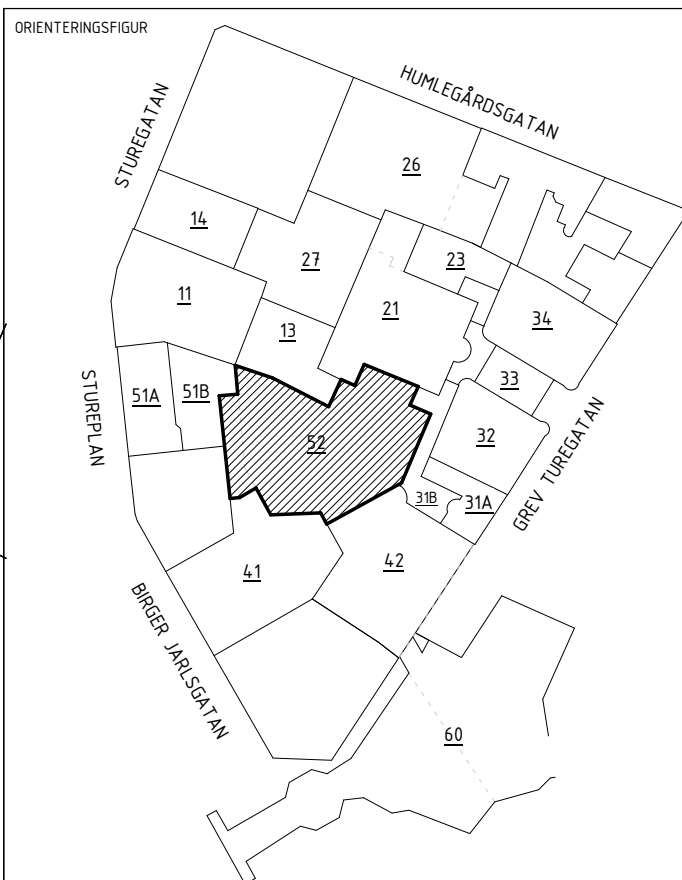 ORIENTERINGSFIGUR
HUMLEGÅRDSGATAN
STUREGATAN
26
14
27
23
11
21
34
13
33
51A
51B
STUREPLAN
52
32
GREV TUREGATAN
31B
31A
41
42
BIRGER JARLSGATAN
60